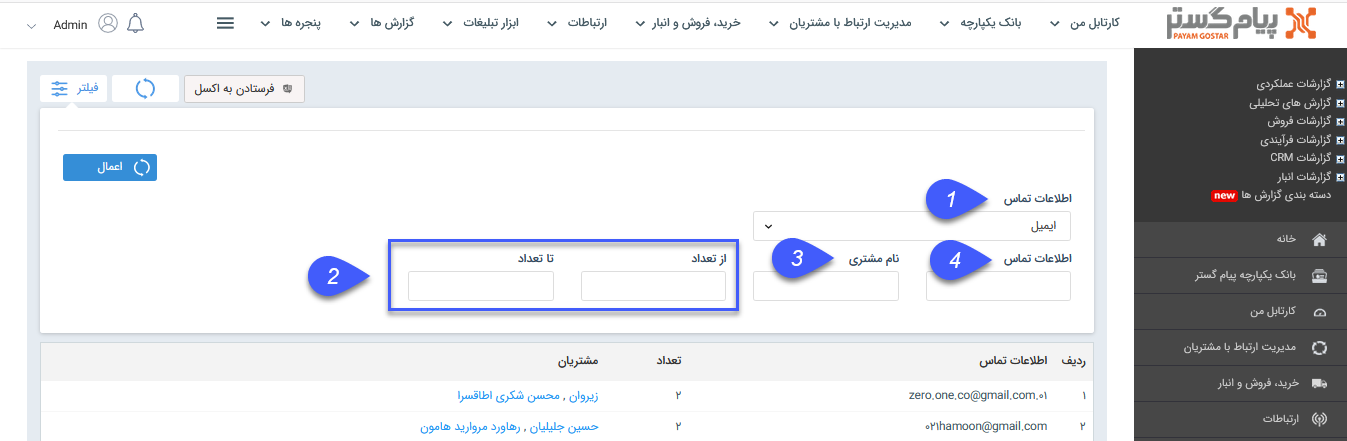 پیام گستر
PAYAM GOSTAR
کارتابل من
بانک یکپارچه
مدیریت ارتباط با مشتریان
خرید، فروش و انبار
ارتباطات
ابزار تبلیغات
گزارش ها
پنجره ها
Admin
گزارشات عملکردی
گزارش های تحلیلی
گزارشات فروش
گزارشات فرآیندی
گزارشات CRM
گزارشات انبار
دسته بندی گزارش ها new
خانه
بانک یکپارچه پیام گستر
کارتابل من
مدیریت ارتباط با مشتریان
خرید، فروش و انبار
ارتباطات
فرستادن به اکسل
فیلتر
اعمال
اطلاعات تماس 1
ایمیل
اطلاعات تماس 4
نام مشتری 3
از تعداد
تا تعداد
2
ردیف اطلاعات تماس تعداد مشتریان
۱ zero.one.co@gmail.com.۰۱ ۲ زیروان , محسن شکری اطاقسرا
۲ ۰۲۱hamoon@gmail.com ۲ حسین جلیلیان , رهاورد مروارید هامون